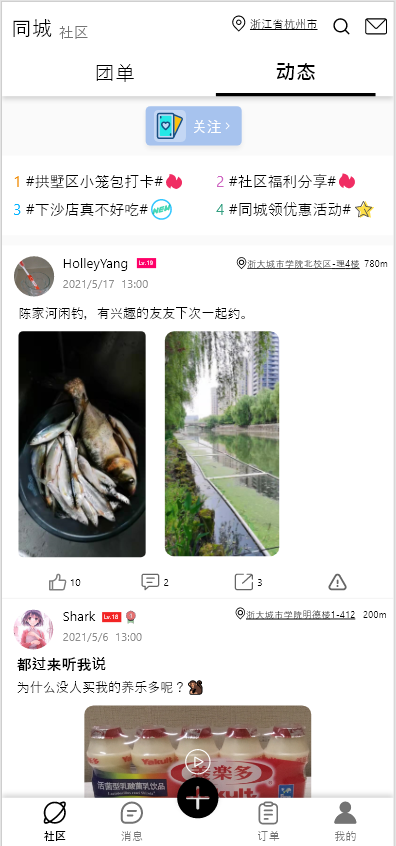 同城 社区 浙江省杭州市
团单 动态
关注 >
1 #拱墅区小笼包打卡# 2 #社区福利分享#
3 #下沙店真不好吃# NEW 4 #同城领优惠活动#
HolleyYang Lv.19 浙大城市学院北校区-理4楼 780m
2021/5/17 13:00
陈家河闲钓，有兴趣的友友下次一起约。
10 2 3
Shark Lv.18 浙大城市学院明德楼1-412 200m
2021/5/6 13:00
都过来听我说
为什么没人买我的养乐多呢？
Yakult
養楽多
社区 消息 订单 我的